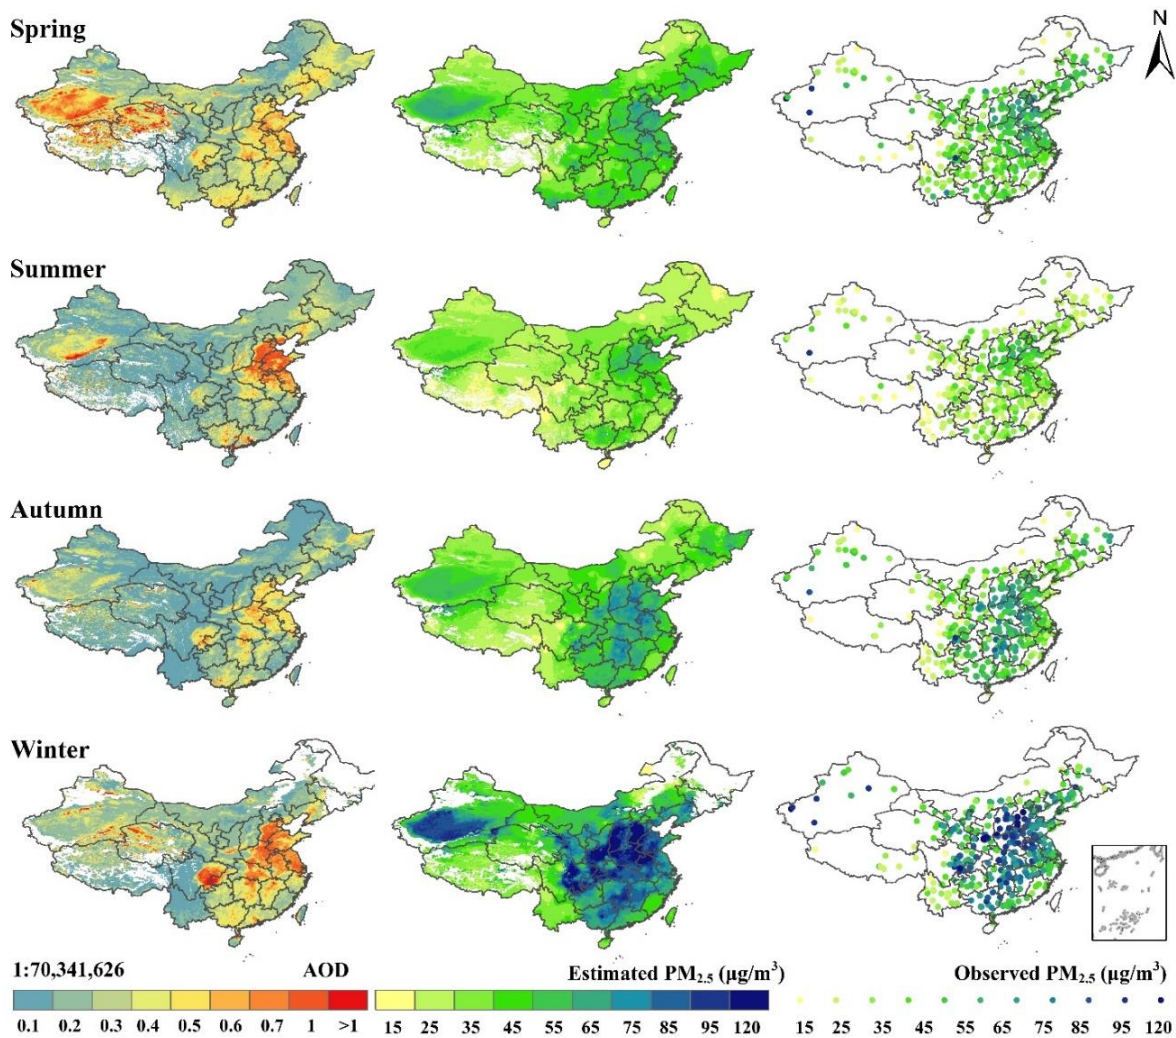 Spring
N
Summer
Autumn
Winter
1:70,341,626 AOD Estimated PM2.5 (μg/m³) Observed PM2.5 (μg/m³)
0.1 0.2 0.3 0.4 0.5 0.6 0.7 1 >1 15 25 35 45 55 65 75 85 95 120 15 25 35 45 55 65 75 85 95 120